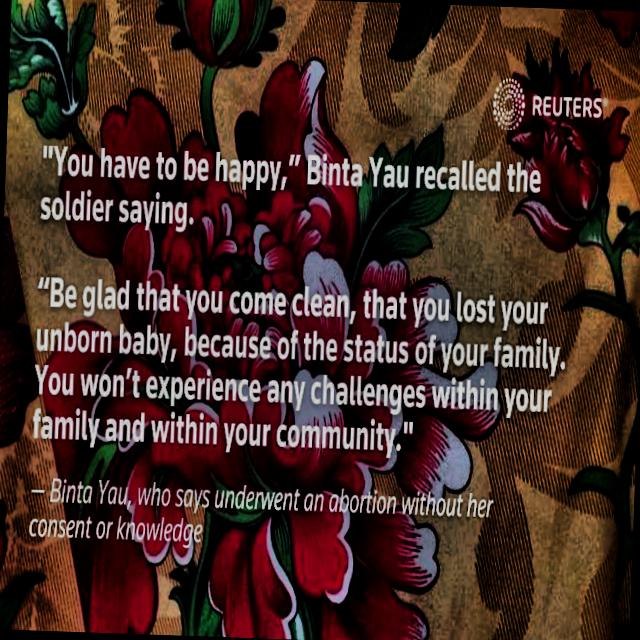 REUTERS®
"You have to be happy,” Binta Yau recalled the
soldier saying.
“Be glad that you come clean, that you lost your
unborn baby, because of the status of your family.
You won’t experience any challenges within your
family and within your community."
– Binta Yau, who says underwent an abortion without her
consent or knowledge